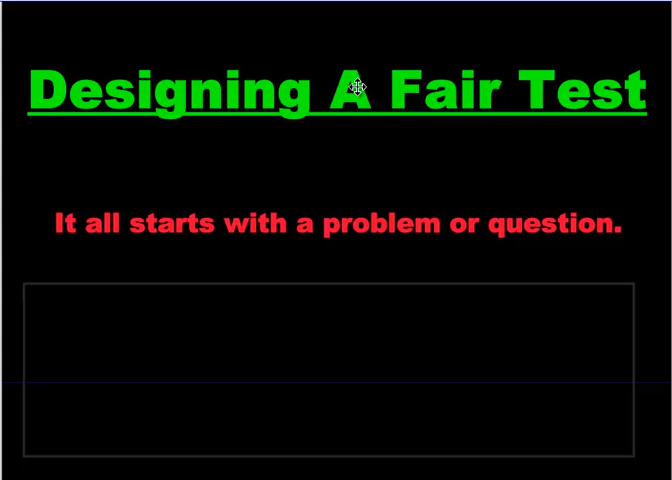 Designing A Fair Test
It all starts with a problem or question.